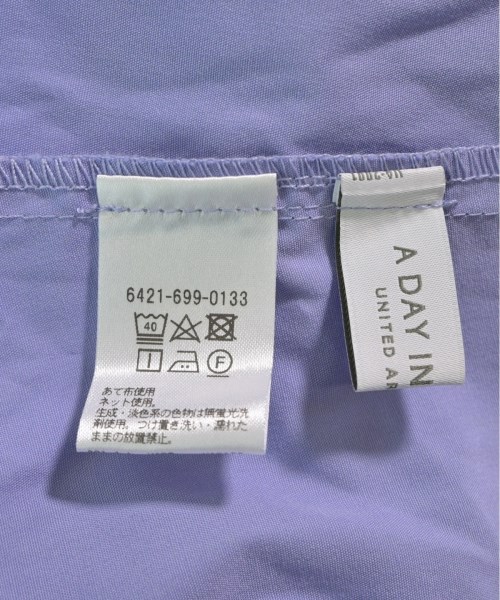 6421-699-0133
40
F
あて布使用
ネット使用。
生成・淡色系の色物は無蛍光洗
剤使用。つけ置き洗い・濡れた
ままの放置禁止。
A DAY IN
UNITED AR